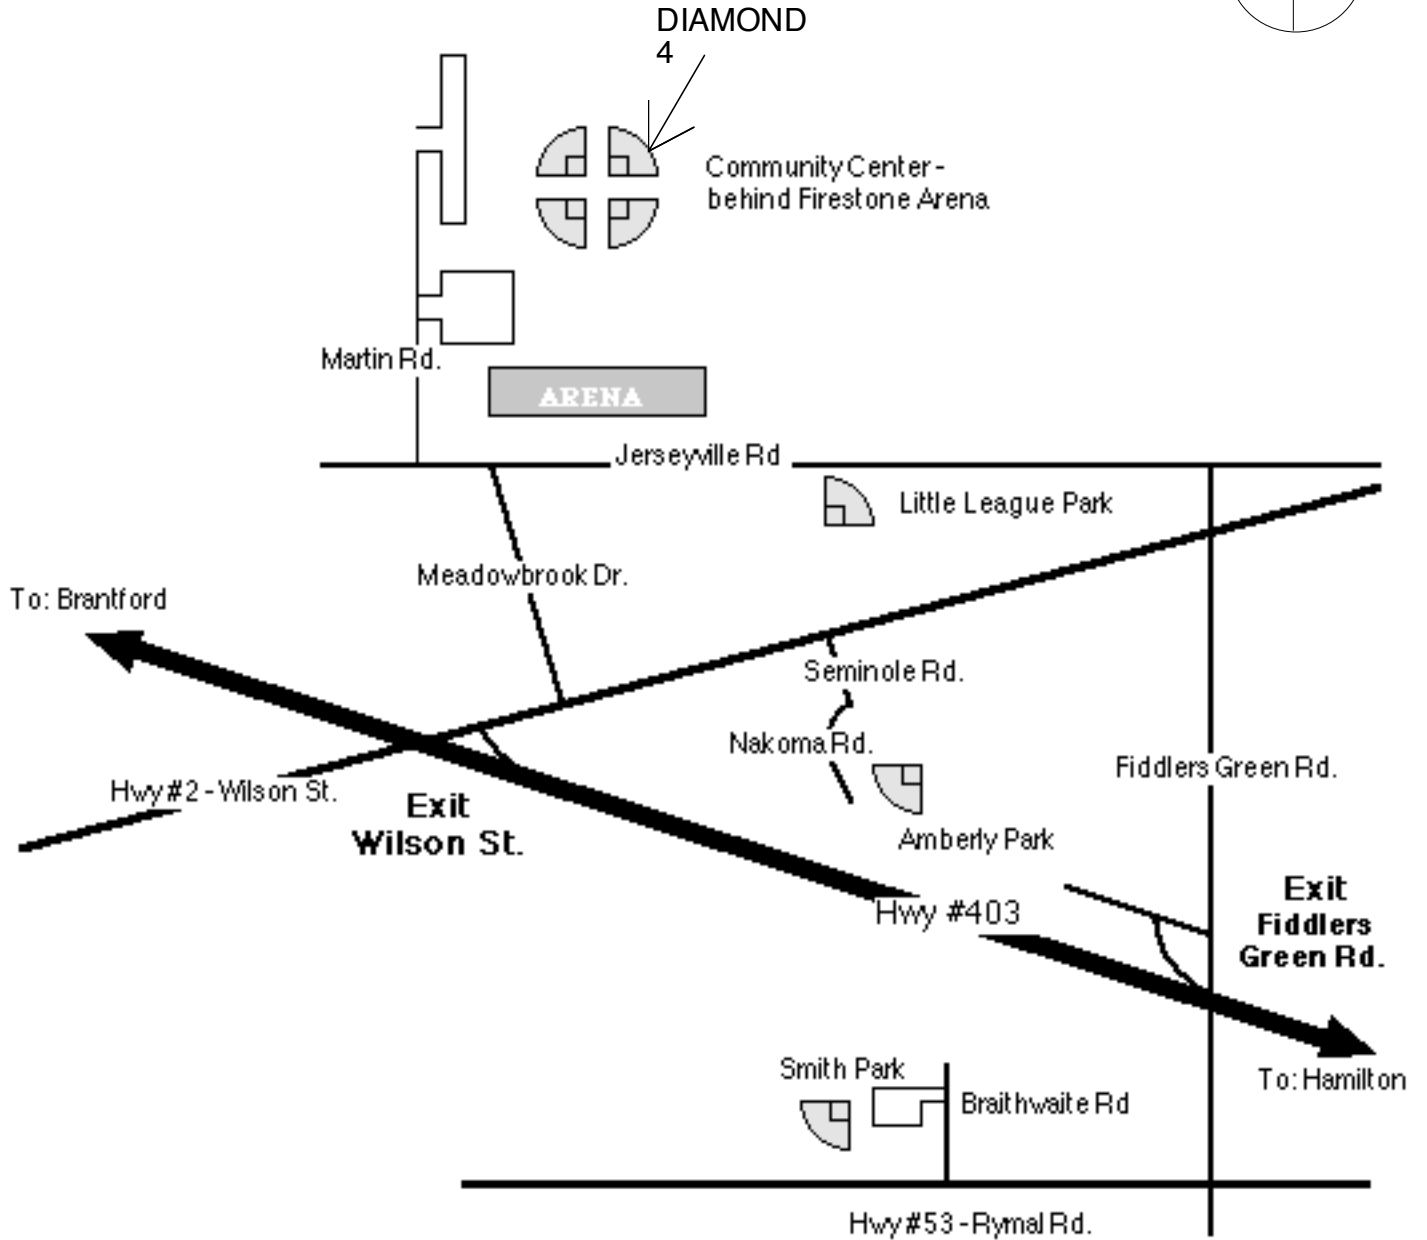 DIAMOND
4
Community Center -
behind Firestone Arena
Martin Rd.
ARENA
Jerseyville Rd
Little League Park
Meadowbrook Dr.
To: Brantford
Seminole Rd.
Nakoma Rd.
Fiddlers Green Rd.
Hwy #2 - Wilson St.
Exit
Wilson St.
Amberly Park
Exit
Fiddlers
Green Rd.
Hwy #403
Smith Park
To: Hamilton
Braithwaite Rd
Hwy #53 - Rymal Rd.